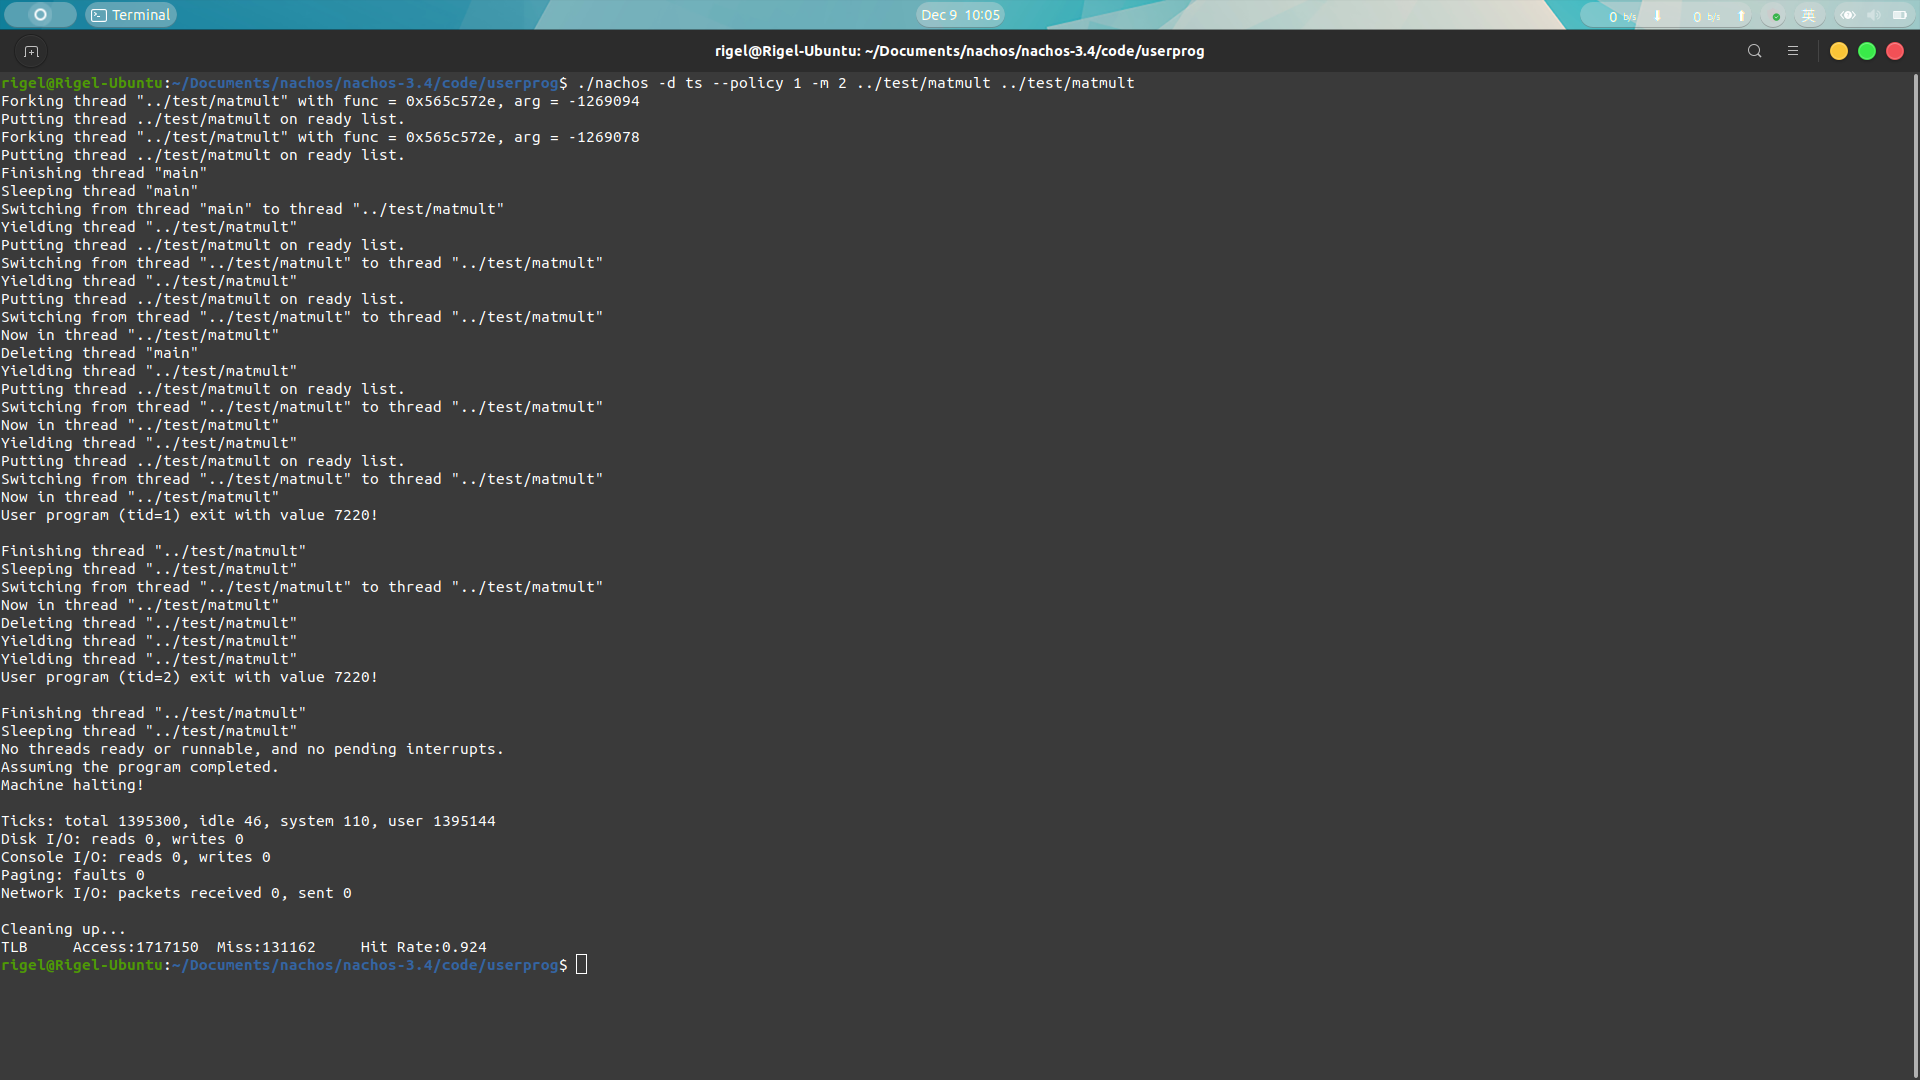 Terminal
Dec 9 10:05
0 b/s 0 b/s 英
rigel@Rigel-Ubuntu: ~/Documents/nachos/nachos-3.4/code/userprog
rigel@Rigel-Ubuntu:~/Documents/nachos/nachos-3.4/code/userprog$ ./nachos -d ts --policy 1 -m 2 ../test/matmult ../test/matmult
Forking thread "../test/matmult" with func = 0x565c572e, arg = -1269094
Putting thread ../test/matmult on ready list.
Forking thread "../test/matmult" with func = 0x565c572e, arg = -1269078
Putting thread ../test/matmult on ready list.
Finishing thread "main"
Sleeping thread "main"
Switching from thread "main" to thread "../test/matmult"
Yielding thread "../test/matmult"
Putting thread ../test/matmult on ready list.
Switching from thread "../test/matmult" to thread "../test/matmult"
Yielding thread "../test/matmult"
Putting thread ../test/matmult on ready list.
Switching from thread "../test/matmult" to thread "../test/matmult"
Now in thread "../test/matmult"
Deleting thread "main"
Yielding thread "../test/matmult"
Putting thread ../test/matmult on ready list.
Switching from thread "../test/matmult" to thread "../test/matmult"
Now in thread "../test/matmult"
Yielding thread "../test/matmult"
Putting thread ../test/matmult on ready list.
Switching from thread "../test/matmult" to thread "../test/matmult"
Now in thread "../test/matmult"
User program (tid=1) exit with value 7220!
Finishing thread "../test/matmult"
Sleeping thread "../test/matmult"
Switching from thread "../test/matmult" to thread "../test/matmult"
Now in thread "../test/matmult"
Deleting thread "../test/matmult"
Yielding thread "../test/matmult"
Yielding thread "../test/matmult"
User program (tid=2) exit with value 7220!
Finishing thread "../test/matmult"
Sleeping thread "../test/matmult"
No threads ready or runnable, and no pending interrupts.
Assuming the program completed.
Machine halting!
Ticks: total 1395300, idle 46, system 110, user 1395144
Disk I/O: reads 0, writes 0
Console I/O: reads 0, writes 0
Paging: faults 0
Network I/O: packets received 0, sent 0
Cleaning up...
TLB     Access:1717150  Miss:131162     Hit Rate:0.924
rigel@Rigel-Ubuntu:~/Documents/nachos/nachos-3.4/code/userprog$